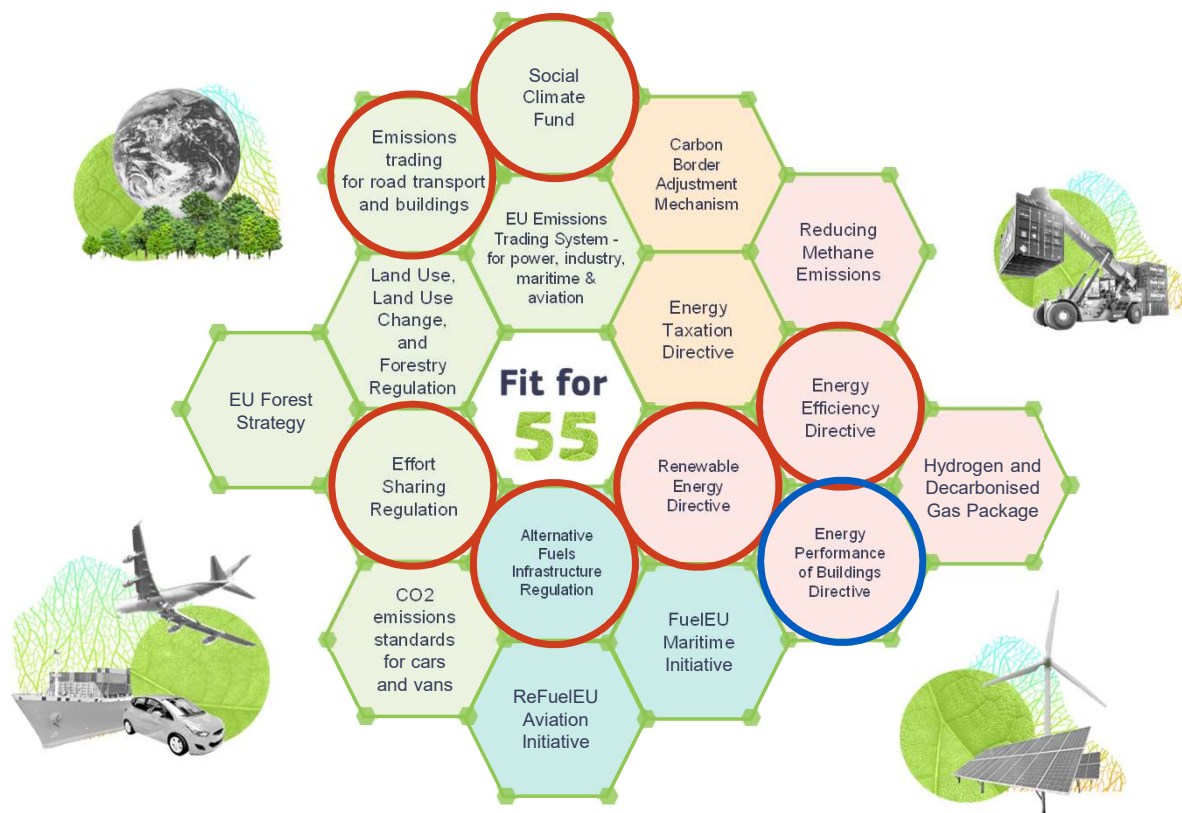 Social
Climate
Fund
Emissions
trading
for road transport
and buildings
Carbon
Border
Adjustment
Mechanism
EU Emissions
Trading System -
for power, industry,
maritime &
aviation
Reducing
Methane
Emissions
Land Use,
Land Use
Change,
and
Forestry
Regulation
Energy
Taxation
Directive
EU Forest
Strategy
Fit for
55
Energy
Efficiency
Directive
Effort
Sharing
Regulation
Renewable
Energy
Directive
Hydrogen and
Decarbonised
Gas Package
Alternative
Fuels
Infrastructure
Regulation
Energy
Performance
of Buildings
Directive
CO2
emissions
standards
for cars
and vans
FuelEU
Maritime
Initiative
ReFuelEU
Aviation
Initiative